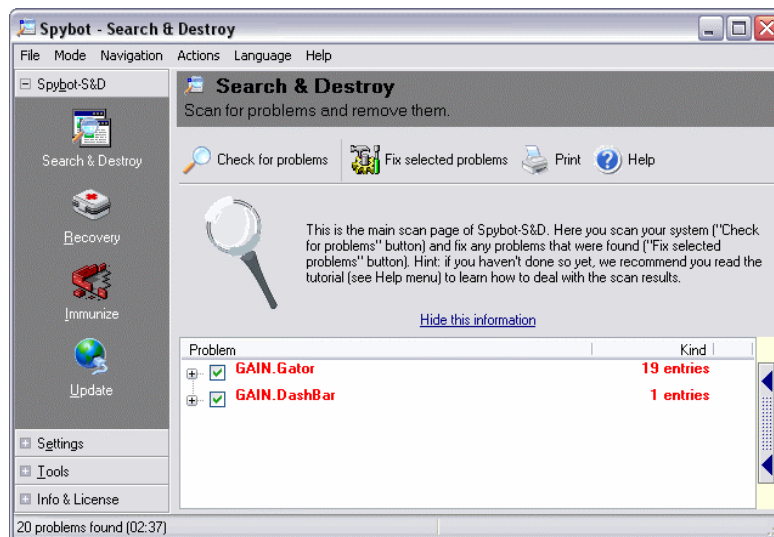 Spybot - Search & Destroy
File Mode Navigation Actions Language Help
Spybot-S&D
Search & Destroy
Recovery
Immunize
Update
Settings
Tools
Info & License
Search & Destroy
Scan for problems and remove them.
Check for problems Fix selected problems Print Help
This is the main scan page of Spybot-S&D. Here you scan your system ("Check
for problems" button) and fix any problems that were found ("Fix selected
problems" button). Hint: if you haven't done so yet, we recommend you read the
tutorial (see Help menu) to learn how to deal with the scan results.
Hide this information
Problem Kind
GAIN.Gator 19 entries
GAIN.DashBar 1 entries
20 problems found (02:37)